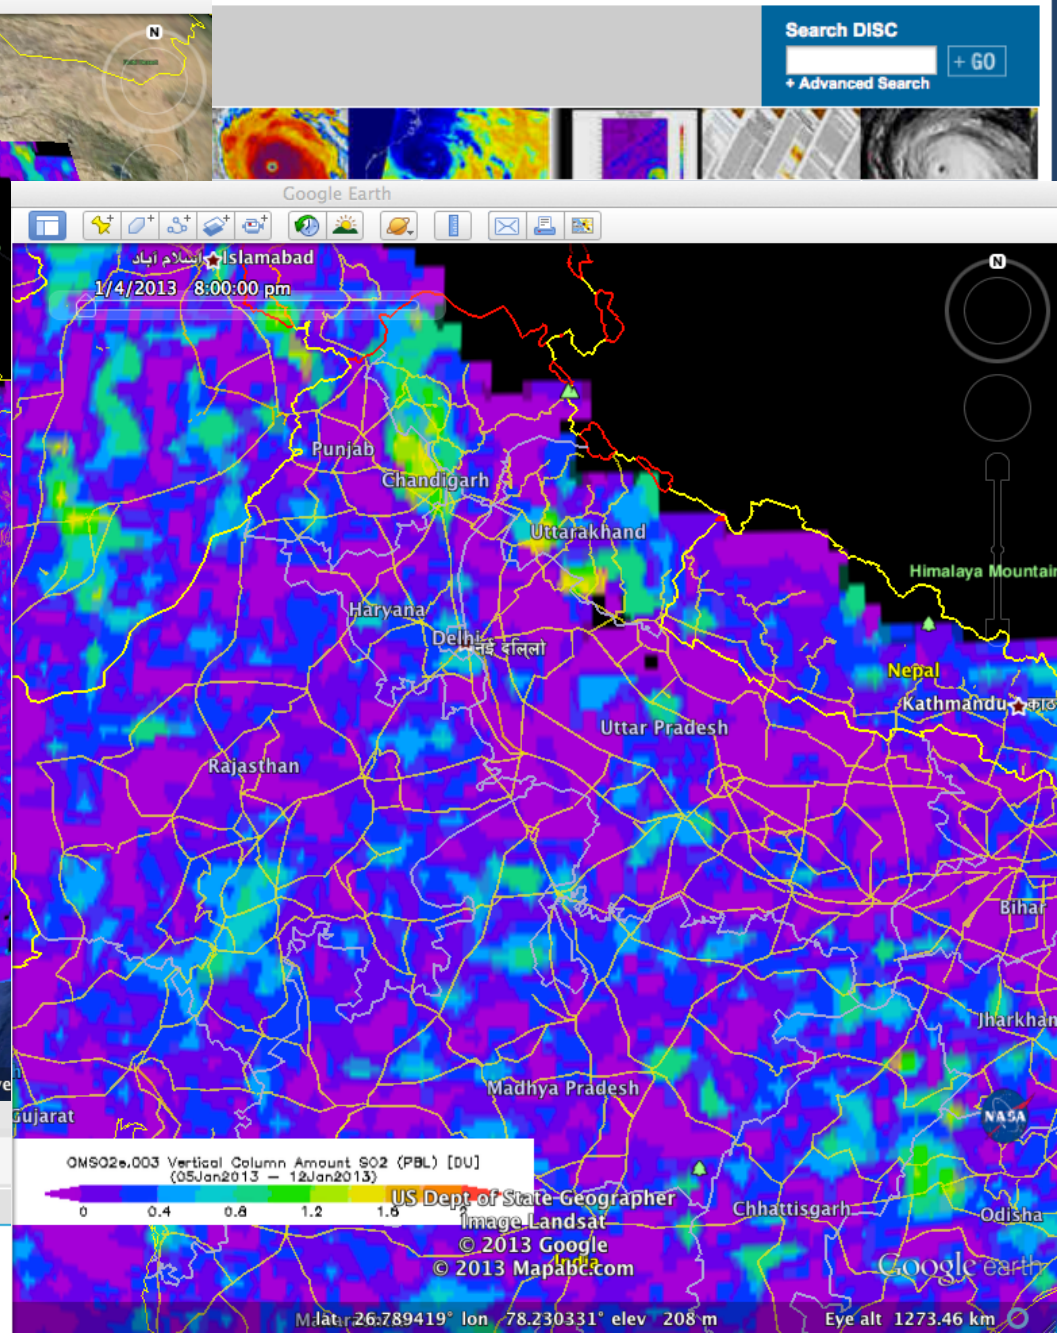 N
Search DISC
+ GO
+ Advanced Search
Google Earth
اسلام آباد Islamabad
1/4/2013 8:00:00 pm
N
Punjab
Chandigarh
Uttarakhand
Himalaya Mountain
Haryana
Delhi
नई दिल्ली
Nepal
Kathmandu
Uttar Pradesh
Rajasthan
Bihar
Jharkhan
Madhya Pradesh
NASA
Gujarat
OMSO2e.003 Vertical Column Amount SO2 (PBL) [DU]
(05Jan2013 — 12Jan2013)
0 0.4 0.8 1.2 1.6
US Dept of State Geographer
Image Landsat
© 2013 Google
© 2013 Mapabc.com
India
Chhattisgarh
Odisha
Google earth
lat 26.789419° lon 78.230331° elev 208 m
Eye alt 1273.46 km